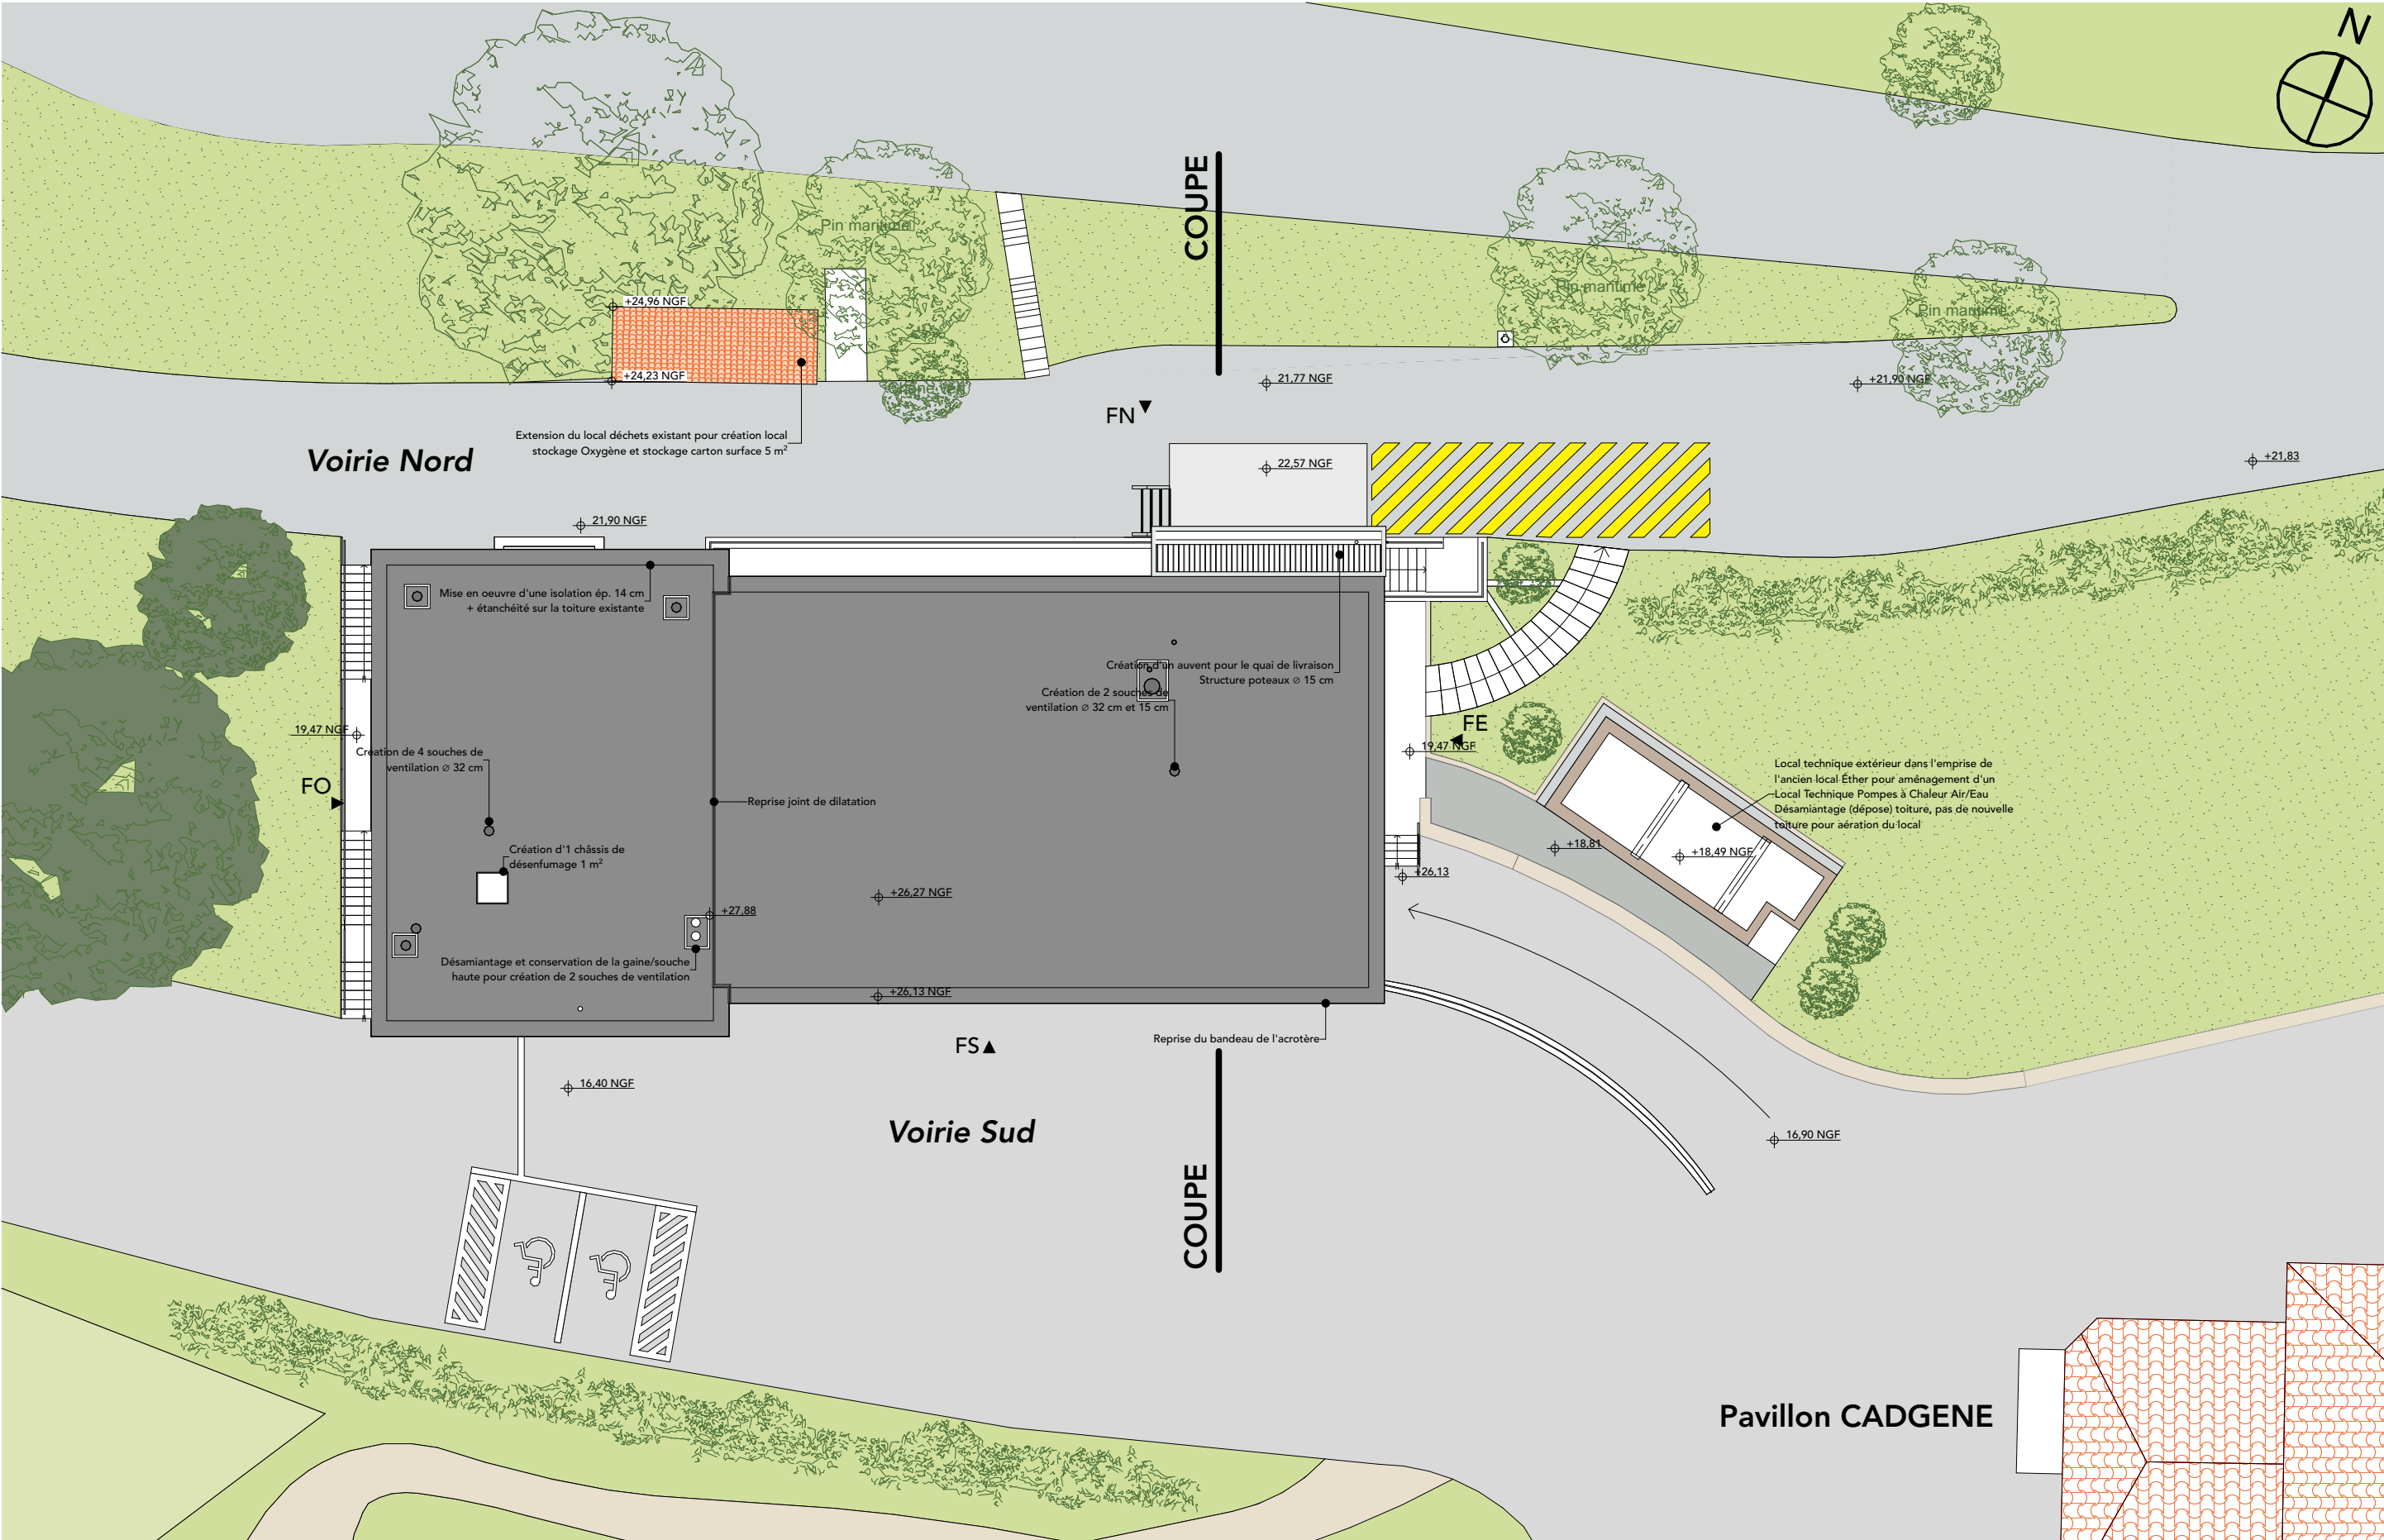 N
COUPE
Pin maritime
Pin maritime
Pin maritime
+24,96 NGF
+24,23 NGF
21,77 NGF
+21,90 NGF
FN
Extension du local déchets existant pour création local
stockage Oxygène et stockage carton surface 5 m²
Voirie Nord
22,57 NGF
+21,83
21,90 NGF
Mise en oeuvre d'une isolation ép. 14 cm
+ étanchéité sur la toiture existante
Création d'un auvent pour le quai de livraison
Structure poteaux ⌀ 15 cm
Création de 2 souches de
ventilation ⌀ 32 cm et 15 cm
19,47 NGF
FE
19,47 NGF
Création de 4 souches de
ventilation ⌀ 32 cm
FO
Reprise joint de dilatation
Local technique extérieur dans l'emprise de
l'ancien local Éther pour aménagement d'un
Local Technique Pompes à Chaleur Air/Eau
Désamiantage (dépose) toiture, pas de nouvelle
toiture pour aération du local
Création d'1 châssis de
désenfumage 1 m²
+18,81
+18,49 NGF
+26,13
+26,27 NGF
+27,88
Désamiantage et conservation de la gaine/souche
haute pour création de 2 souches de ventilation
+26,13 NGF
FS
Reprise du bandeau de l'acrotère
16,40 NGF
Voirie Sud
16,90 NGF
COUPE
Pavillon CADGENE